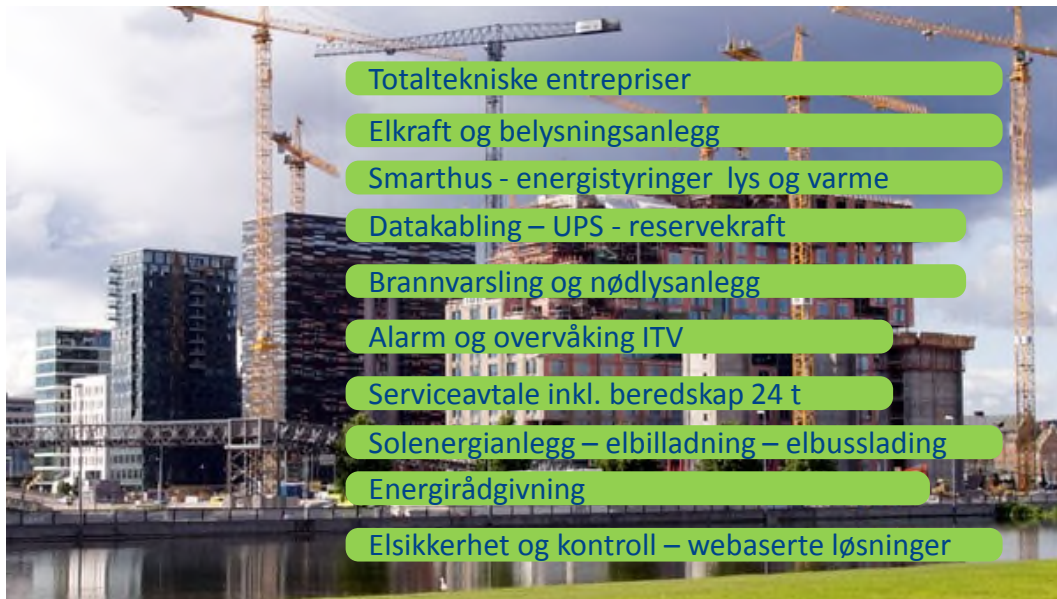 Totaltekniske entrepriser
Elkraft og belysningsanlegg
Smarthus - energistyringer  lys og varme
Datakabling – UPS - reservekraft
Brannvarsling og nødlysanlegg
Alarm og overvåking ITV
Serviceavtale inkl. beredskap 24 t
Solenergianlegg – elbilladning – elbusslading
Energirådgivning
Elsikkerhet og kontroll – webaserte løsninger